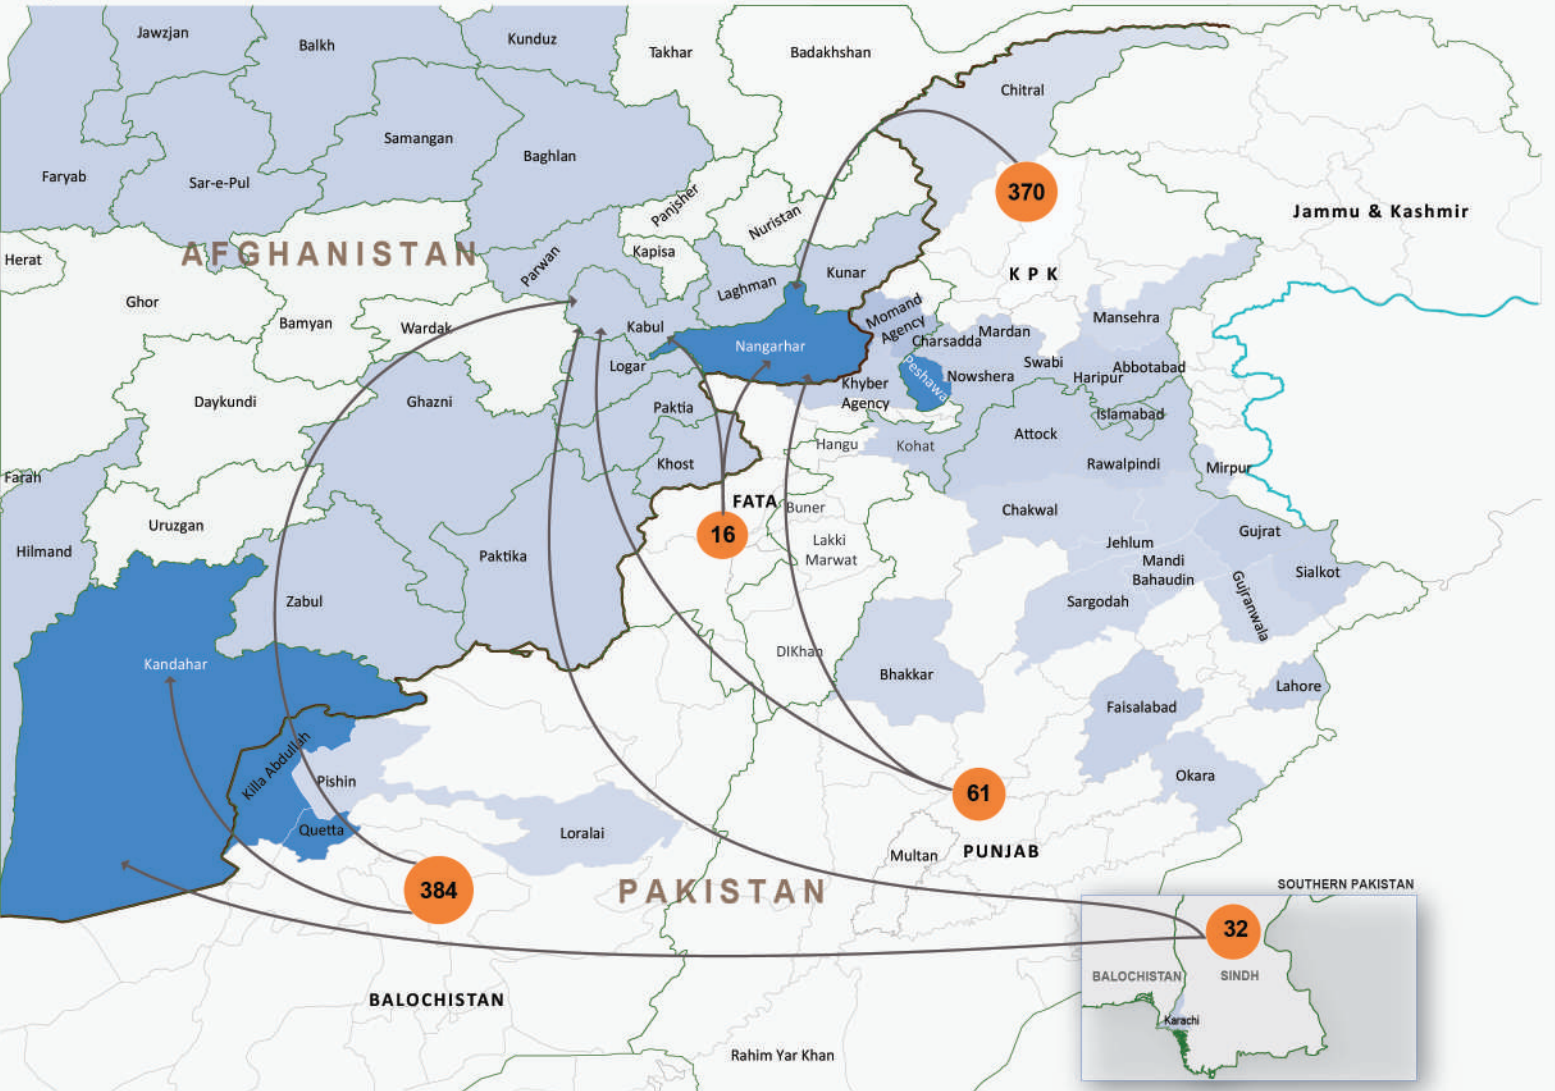 Jawzjan
Balkh
Kunduz
Takhar
Badakhshan
Chitral
Samangan
Baghlan
Faryab
Sar-e-Pul
370
Panjsher
Nuristan
Jammu & Kashmir
AFGHANISTAN
Herat
Parwan
Kapisa
Laghman
Kunar
KPK
Ghor
Bamyan
Wardak
Kabul
Nangarhar
Momand
Agency
Charsadda
Mardan
Mansehra
Logar
Khyber
Agency
Peshawa
Nowshera
Swabi
Haripur
Abbotabad
Daykundi
Ghazni
Paktia
Islamabad
Hangu
Kohat
Attock
Khost
Rawalpindi
Mirpur
Farah
FATA
Buner
Chakwal
Uruzgan
16
Lakki
Marwat
Gujrat
Hilmand
Paktika
Jehlum
Mandi
Bahaudin
Sialkot
Zabul
Sargodah
Gujranwala
Kandahar
DIKhan
Bhakkar
Lahore
Faisalabad
Killa Abdullah
Pishin
61
Okara
Quetta
Loralai
Multan
PUNJAB
384
PAKISTAN
SOUTHERN PAKISTAN
32
BALOCHISTAN
SINDH
BALOCHISTAN
Karachi
Rahim Yar Khan